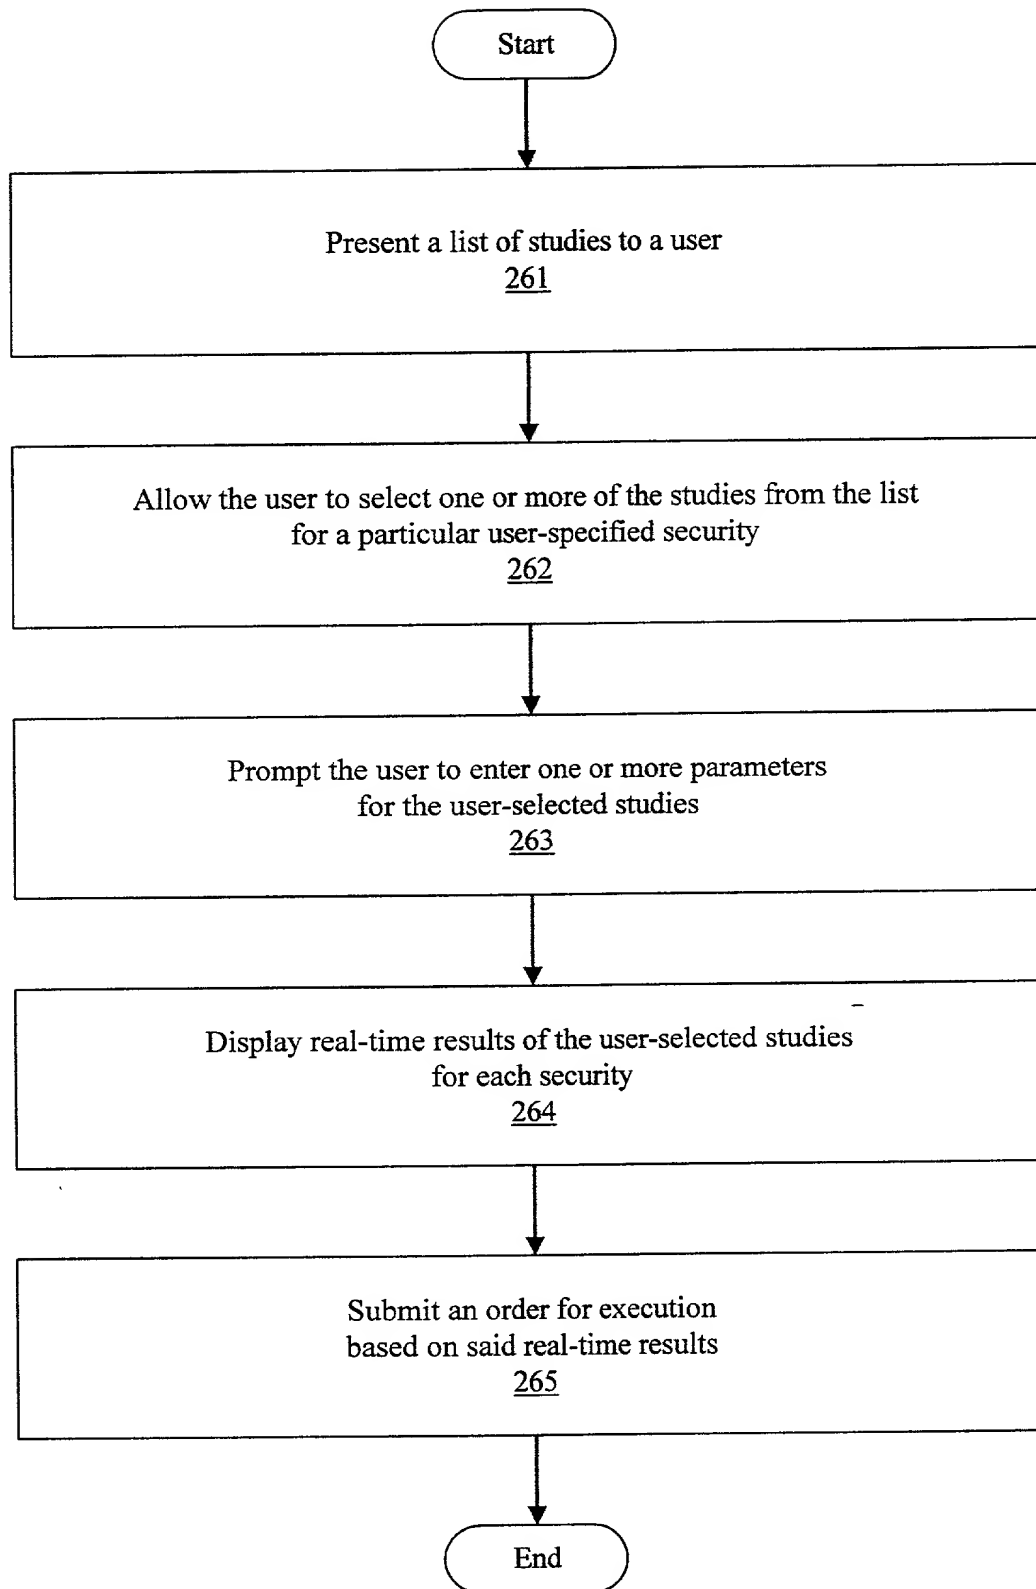 Start
Present a list of studies to a user
261
Allow the user to select one or more of the studies from the list
for a particular user-specified security
262
Prompt the user to enter one or more parameters
for the user-selected studies
263
Display real-time results of the user-selected studies
for each security
264
Submit an order for execution
based on said real-time results
265
End